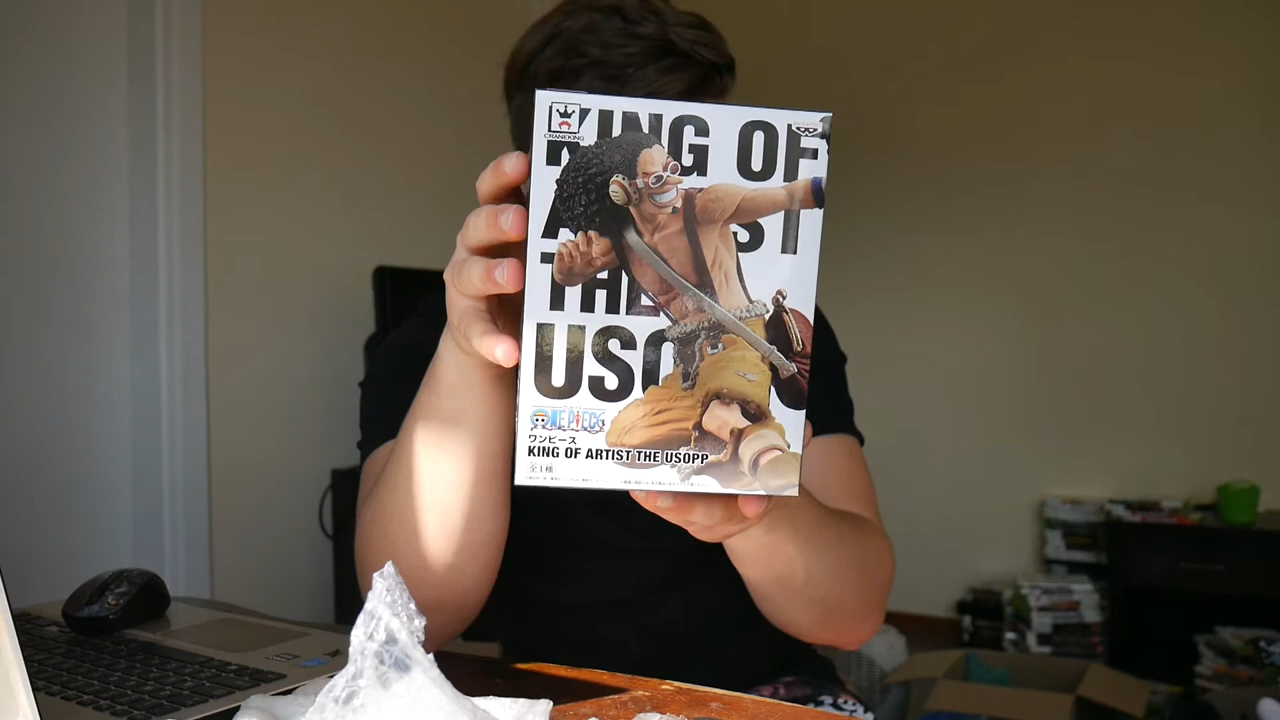 CRANEKING
KING OF
THE
ONE PIECE
ワンピース
KING OF ARTIST THE USOPP
全1種